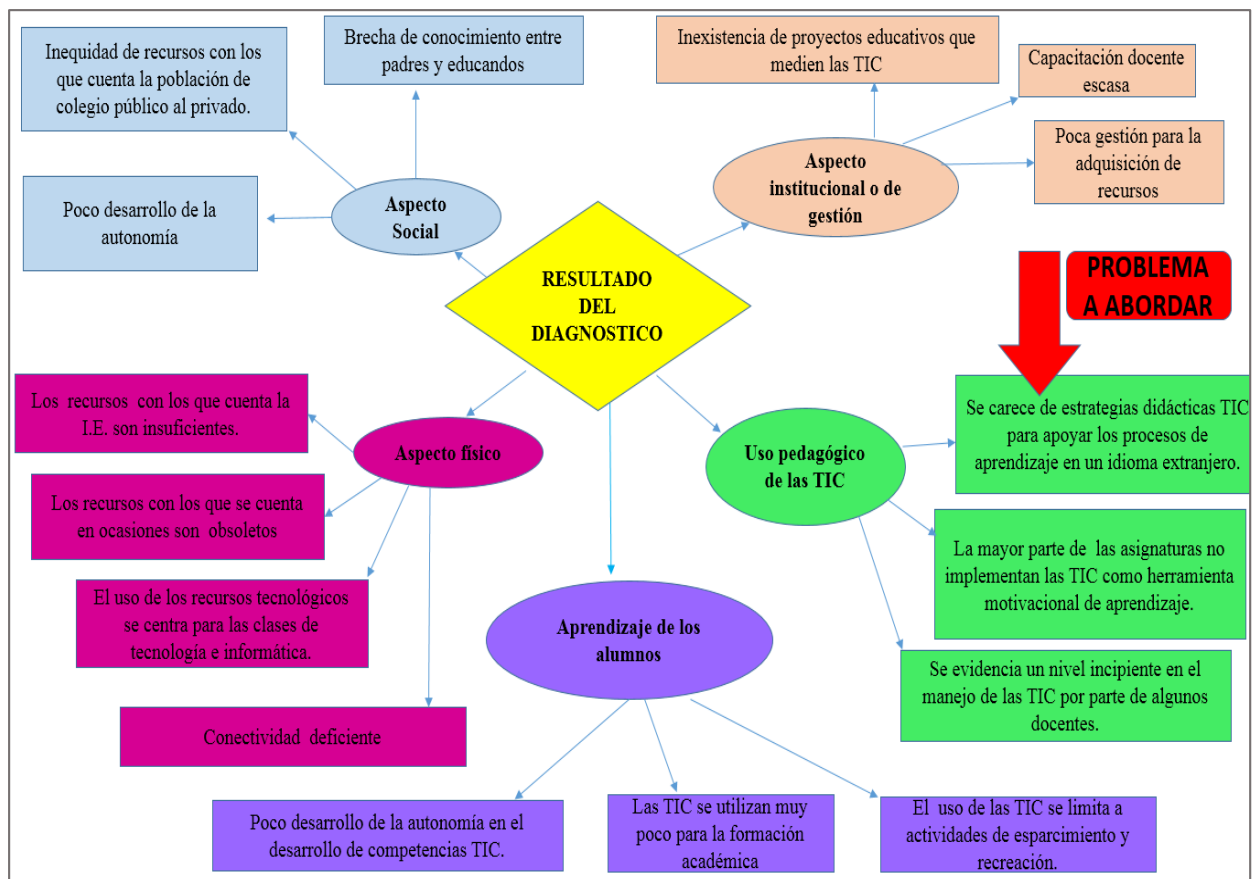 Inequidad de recursos con los
que cuenta la población de
colegio público al privado.
Brecha de conocimiento entre
padres y educandos
Poco desarrollo de la
autonomía
Aspecto
Social
Inexistencia de proyectos educativos que
medien las TIC
Capacitación docente
escasa
Poca gestión para la
adquisición de
recursos
Aspecto
institucional o de
gestión
RESULTADO
DEL
DIAGNOSTICO
PROBLEMA
A ABORDAR
Los recursos con los que cuenta la
I.E. son insuficientes.
Aspecto físico
Los recursos con los que se cuenta
en ocasiones son obsoletos
El uso de los recursos tecnológicos
se centra para las clases de
tecnología e informática.
Conectividad deficiente
Uso pedagógico
de las TIC
Se carece de estrategias didácticas TIC
para apoyar los procesos de
aprendizaje en un idioma extranjero.
La mayor parte de las asignaturas no
implementan las TIC como herramienta
motivacional de aprendizaje.
Se evidencia un nivel incipiente en el
manejo de las TIC por parte de algunos
docentes.
Aprendizaje de los
alumnos
Poco desarrollo de la autonomía en el
desarrollo de competencias TIC.
Las TIC se utilizan muy
poco para la formación
académica
El uso de las TIC se limita a
actividades de esparcimiento y
recreación.